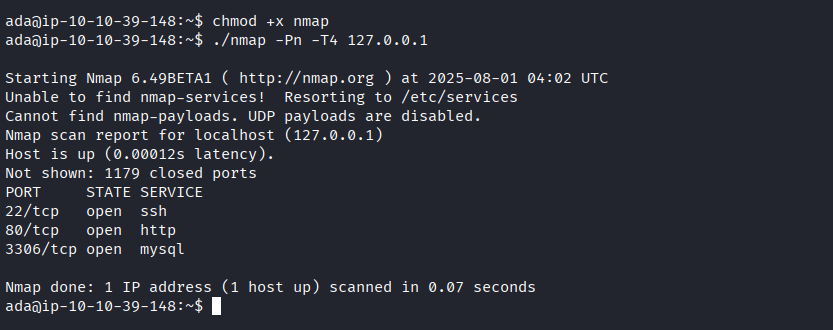 ada@ip-10-10-39-148:~$ chmod +x nmap
ada@ip-10-10-39-148:~$ ./nmap -Pn -T4 127.0.0.1

Starting Nmap 6.49BETA1 ( http://nmap.org ) at 2025-08-01 04:02 UTC
Unable to find nmap-services!  Resorting to /etc/services
Cannot find nmap-payloads. UDP payloads are disabled.
Nmap scan report for localhost (127.0.0.1)
Host is up (0.00012s latency).
Not shown: 1179 closed ports
PORT     STATE SERVICE
22/tcp   open  ssh
80/tcp   open  http
3306/tcp open  mysql

Nmap done: 1 IP address (1 host up) scanned in 0.07 seconds
ada@ip-10-10-39-148:~$